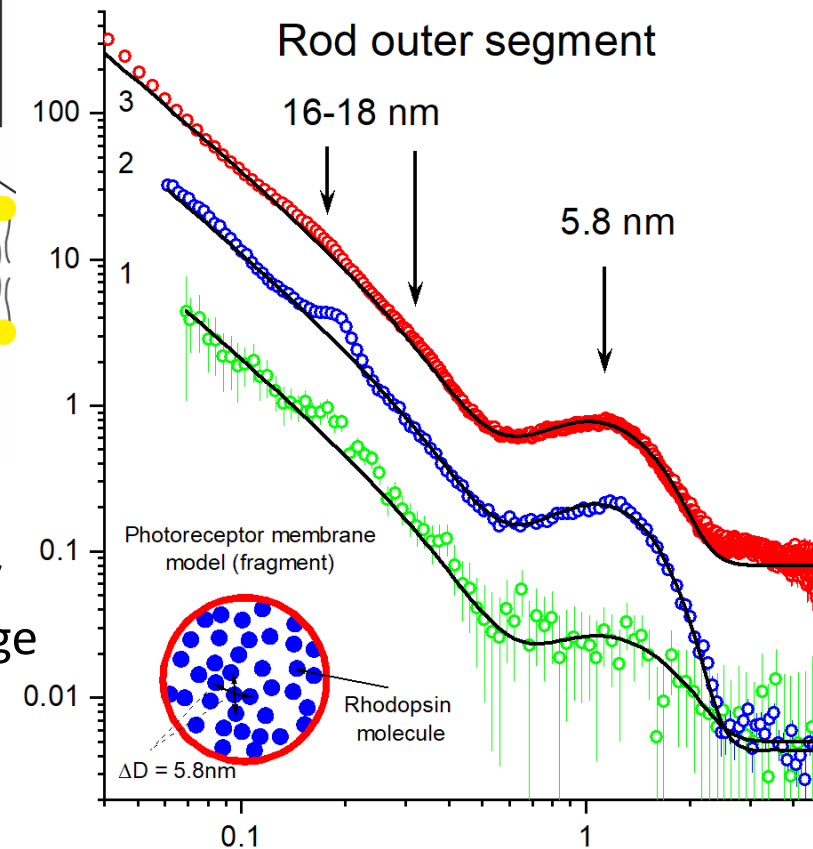 Rod outer segment
16-18 nm
5.8 nm
3
2
1
100
10
1
0.1
0.01
Photoreceptor membrane
model (fragment)
Rhodopsin
molecule
ΔD = 5.8nm
0.1
1